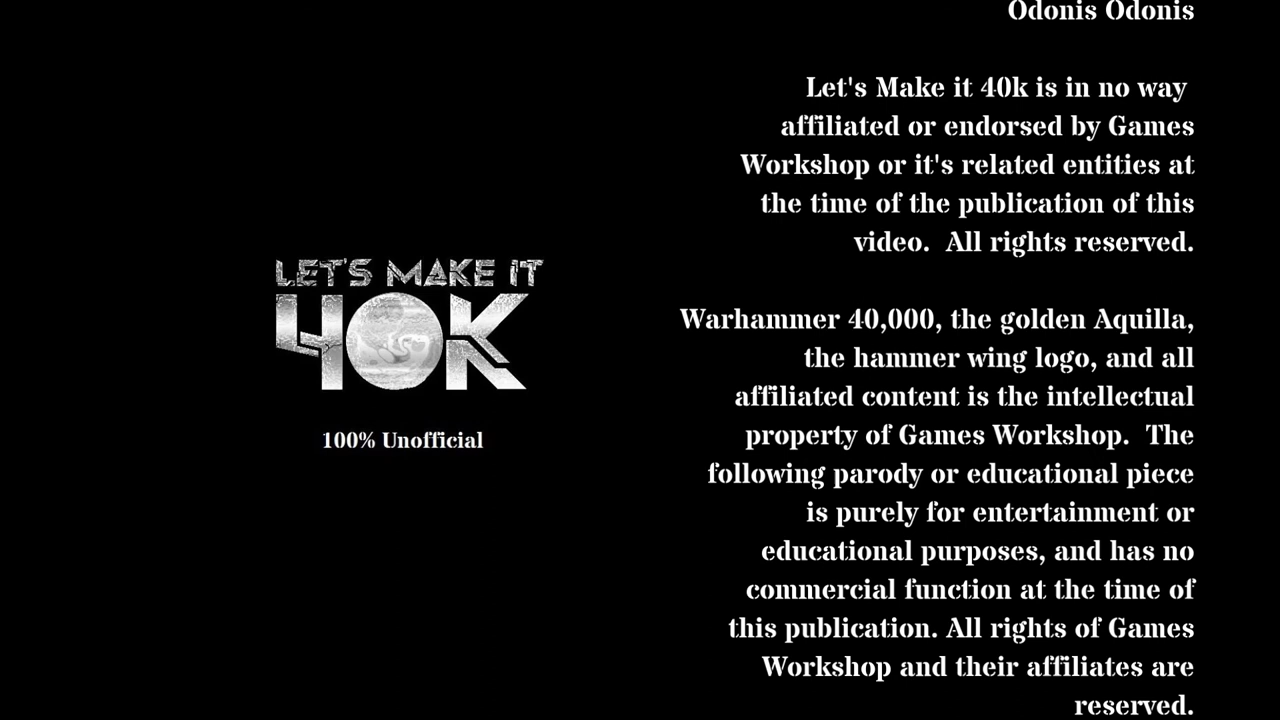 Odonis Odonis
Let's Make it 40k is in no way
affiliated or endorsed by Games
Workshop or it's related entities at
the time of the publication of this
video.  All rights reserved.
LET'S MAKE IT
40K
100% Unofficial
Warhammer 40,000, the golden Aquilla,
the hammer wing logo, and all
affiliated content is the intellectual
property of Games Workshop.  The
following parody or educational piece
is purely for entertainment or
educational purposes, and has no
commercial function at the time of
this publication. All rights of Games
Workshop and their affiliates are
reserved.